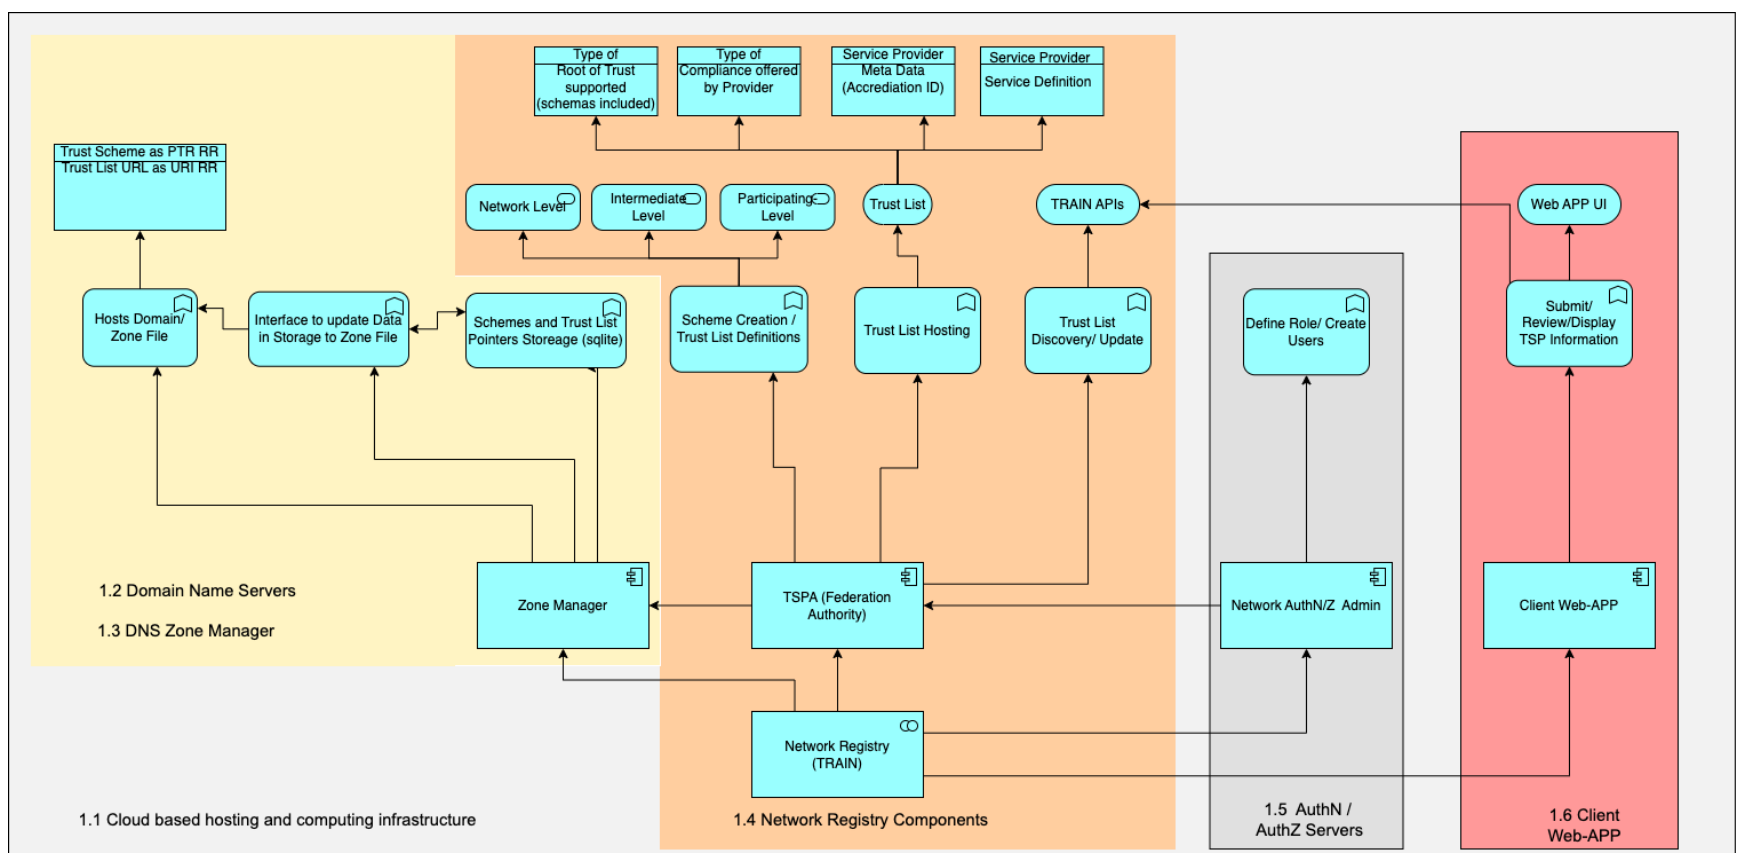 Type of
Root of Trust
supported
(schemas included)
Type of
Compliance offered
by Provider
Service Provider
Meta Data
(Accrediation ID)
Service Provider
Service Definition
Trust Scheme as PTR RR
Trust List URL as URI RR
Network Level
Intermediate
Level
Participating-
Level
Trust List
TRAIN APIs
Web APP UI
Hosts Domain/
Zone File
Interface to update Data
in Storage to Zone File
Schemes and Trust List
Pointers Storeage (sqlite)
Scheme Creation /
Trust List Definitions
Trust List Hosting
Trust List
Discovery/ Update
Define Role/ Create
Users
Submit/
Review/Display
TSP Information
1.2 Domain Name Servers
1.3 DNS Zone Manager
Zone Manager
TSPA (Federation
Authority)
Network AuthN/Z Admin
Client Web-APP
Network Registry
(TRAIN)
1.1 Cloud based hosting and computing infrastructure
1.4 Network Registry Components
1.5 AuthN /
AuthZ Servers
1.6 Client
Web-APP